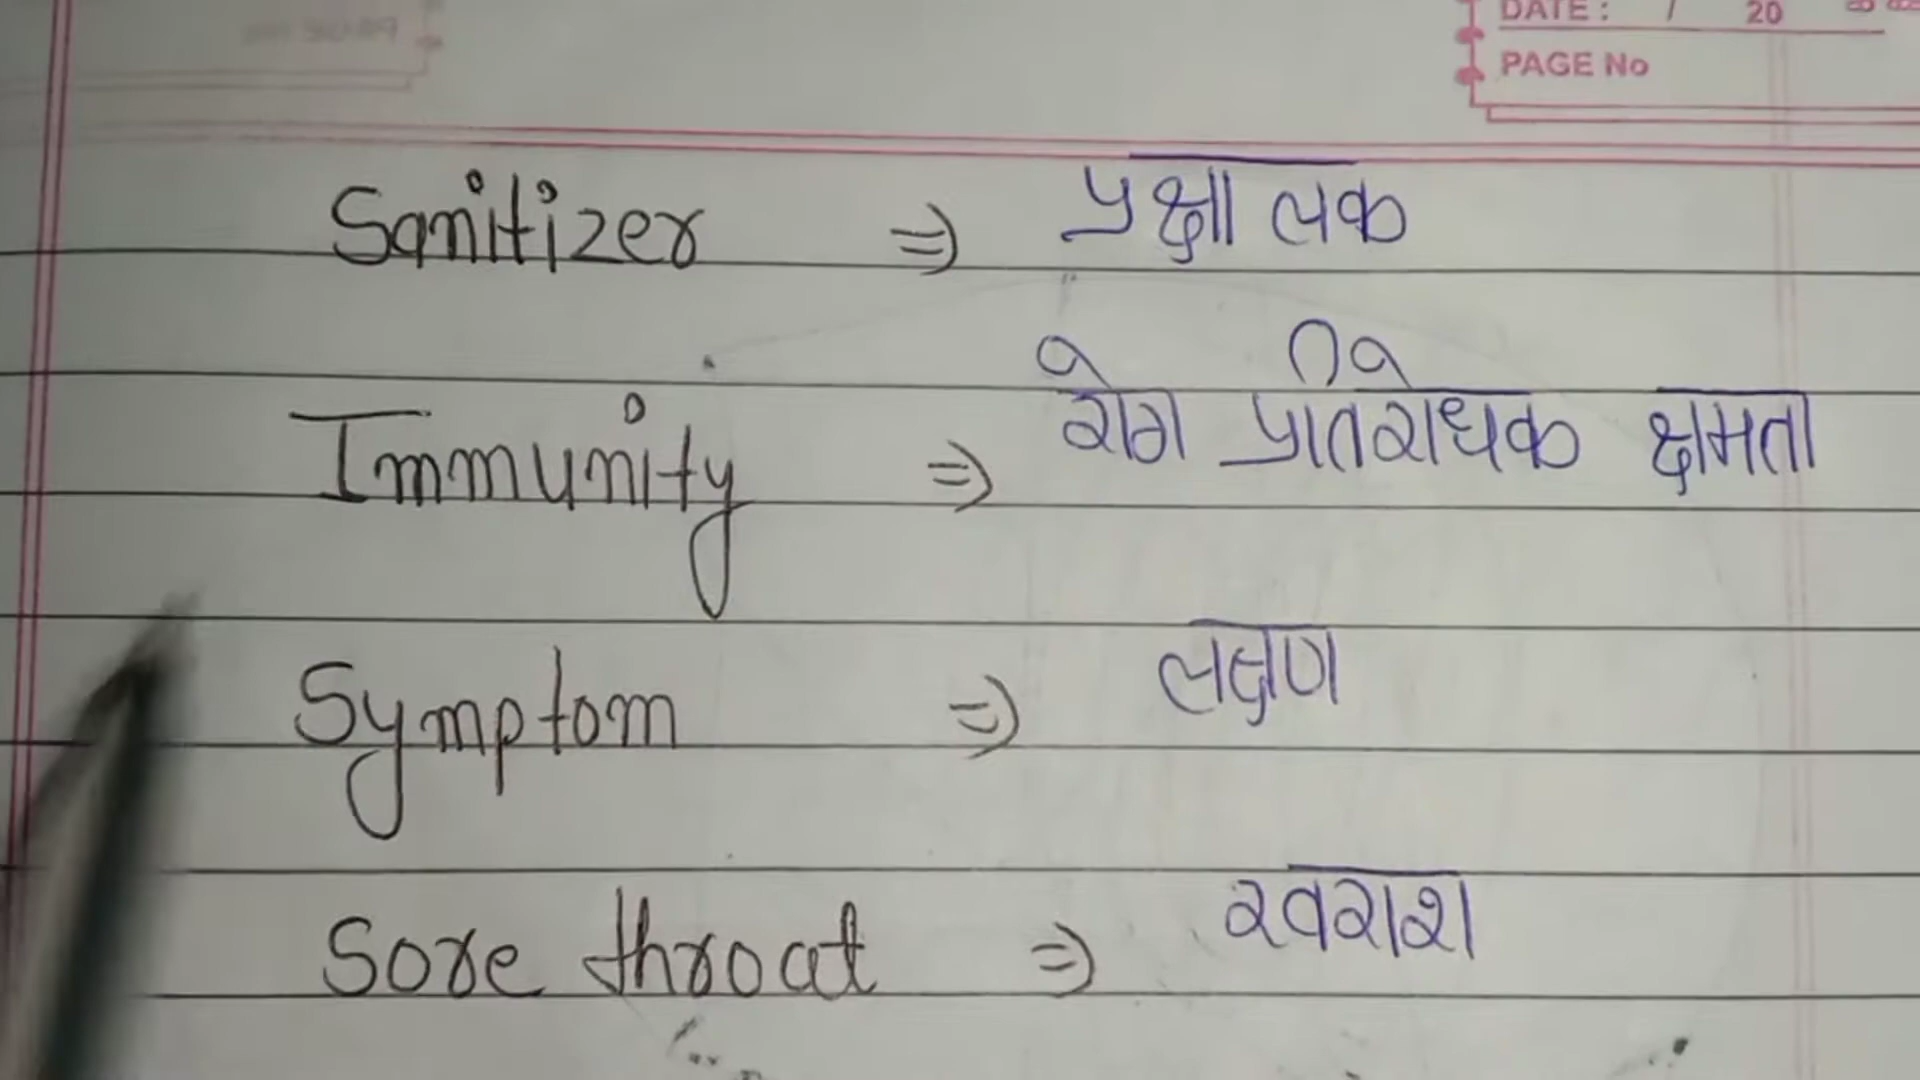 DATE: / 20
PAGE No
Sanitizer ⇒ प्रक्षालक
Immunity ⇒ रोग प्रतिरोधक क्षमता
Symptom ⇒ लक्षण
Sore throat ⇒ खराश